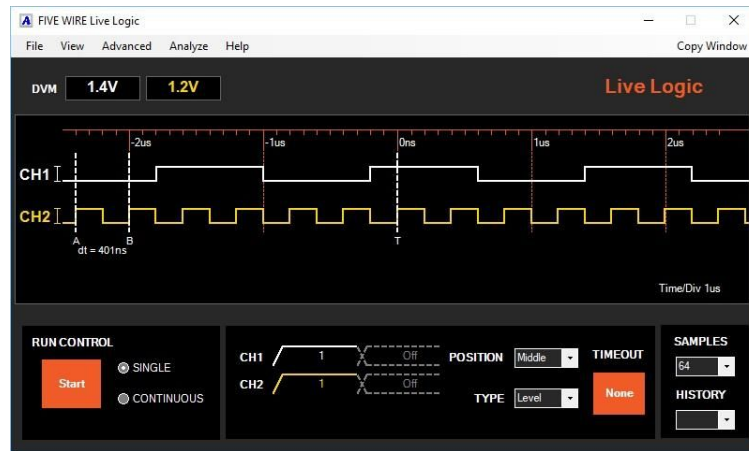 A FIVE WIRE Live Logic
File View Advanced Analyze Help Copy Window
DVM 1.4V 1.2V Live Logic
-2us -1us 0ns 1us 2us
CH1
CH2
A B T
dt = 401ns
Time/Div 1us
RUN CONTROL
Start
SINGLE
CONTINUOUS
CH1 1 Off POSITION Middle TIMEOUT
CH2 1 Off TYPE Level None
SAMPLES
64
HISTORY